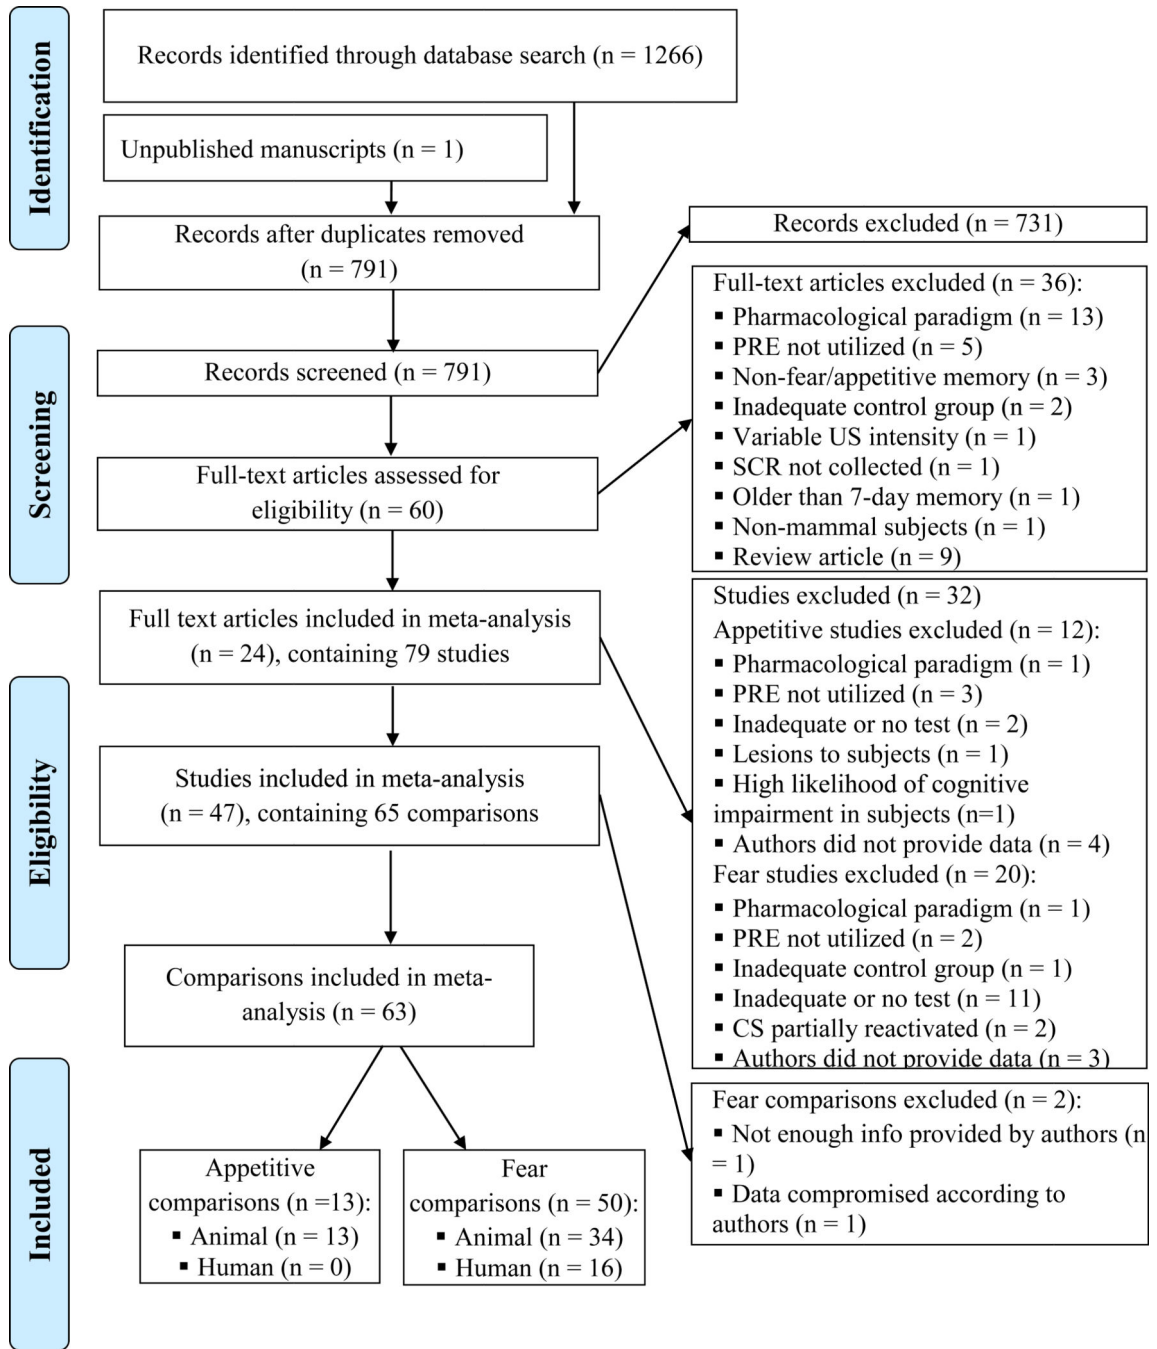 Identification
Records identified through database search (n = 1266)
Unpublished manuscripts (n = 1)
Records after duplicates removed
(n = 791)
Records excluded (n = 731)
Screening
Records screened (n = 791)
Full-text articles excluded (n = 36):
▪ Pharmacological paradigm (n = 13)
▪ PRE not utilized (n = 5)
▪ Non-fear/appetitive memory (n = 3)
▪ Inadequate control group (n = 2)
▪ Variable US intensity (n = 1)
▪ SCR not collected (n = 1)
▪ Older than 7-day memory (n = 1)
▪ Non-mammal subjects (n = 1)
▪ Review article (n = 9)
Full-text articles assessed for
eligibility (n = 60)
Full text articles included in meta-analysis
(n = 24), containing 79 studies
Studies excluded (n = 32)
Appetitive studies excluded (n = 12):
▪ Pharmacological paradigm (n = 1)
▪ PRE not utilized (n = 3)
▪ Inadequate or no test (n = 2)
▪ Lesions to subjects (n = 1)
▪ High likelihood of cognitive
impairment in subjects (n=1)
▪ Authors did not provide data (n = 4)
Fear studies excluded (n = 20):
▪ Pharmacological paradigm (n = 1)
▪ PRE not utilized (n = 2)
▪ Inadequate control group (n = 1)
▪ Inadequate or no test (n = 11)
▪ CS partially reactivated (n = 2)
▪ Authors did not provide data (n = 3)
Eligibility
Studies included in meta-analysis
(n = 47), containing 65 comparisons
Fear comparisons excluded (n = 2):
▪ Not enough info provided by authors (n
= 1)
▪ Data compromised according to
authors (n = 1)
Comparisons included in meta-
analysis (n = 63)
Included
Appetitive
comparisons (n =13):
▪ Animal (n = 13)
▪ Human (n = 0)
Fear
comparisons (n = 50):
▪ Animal (n = 34)
▪ Human (n = 16)